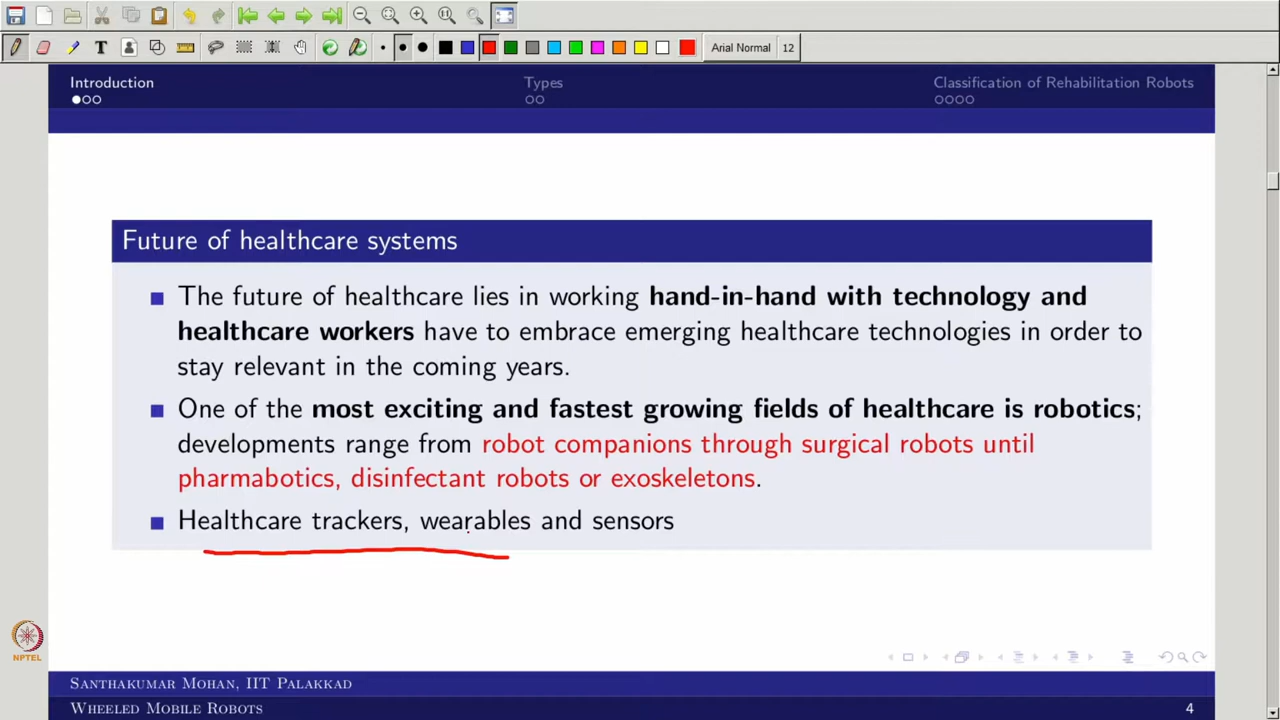 Arial Normal 12
Introduction Types Classification of Rehabilitation Robots
Future of healthcare systems
The future of healthcare lies in working hand-in-hand with technology and
healthcare workers have to embrace emerging healthcare technologies in order to
stay relevant in the coming years.
One of the most exciting and fastest growing fields of healthcare is robotics;
developments range from robot companions through surgical robots until
pharmabotics, disinfectant robots or exoskeletons.
Healthcare trackers, wearables and sensors
NPTEL
Santhakumar Mohan, IIT Palakkad
Wheeled Mobile Robots 4